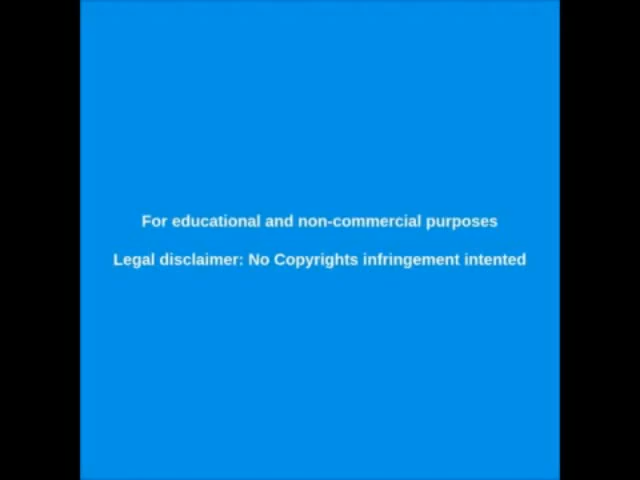 For educational and non-commercial purposes
Legal disclaimer: No Copyrights infringement intented